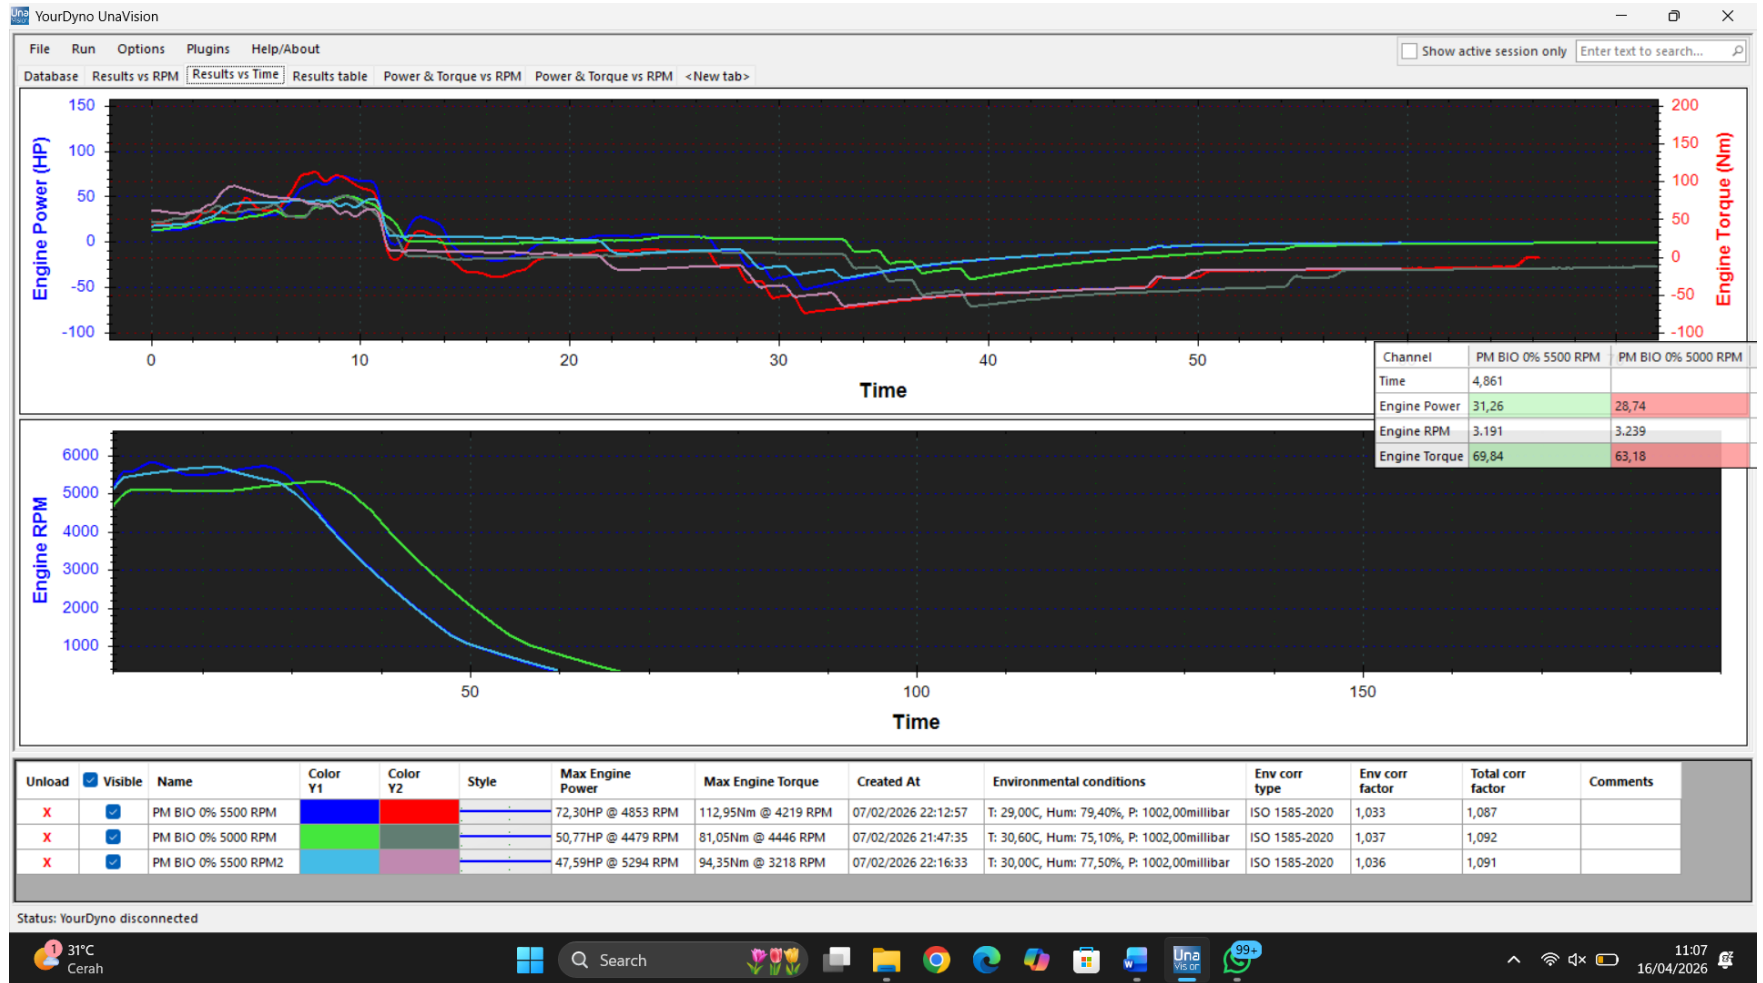 Una Vision YourDyno UnaVision
File Run Options Plugins Help/About
Show active session only Enter text to search...
Database Results vs RPM Results vs Time Results table Power & Torque vs RPM Power & Torque vs RPM <New tab>
Engine Power (HP)
150
100
50
0
-50
-100
200
150
100
50
0
-50
-100
Engine Torque (Nm)
0 10 20 30 40 50
Time
Channel PM BIO 0% 5500 RPM PM BIO 0% 5000 RPM
Time 4,861
Engine Power 31,26 28,74
Engine RPM 3.191 3.239
Engine Torque 69,84 63,18
Engine RPM
6000
5000
4000
3000
2000
1000
50 100 150
Time
Unload Visible Name Color Y1 Color Y2 Style Max Engine Power Max Engine Torque Created At Environmental conditions Env corr type Env corr factor Total corr factor Comments
X PM BIO 0% 5500 RPM 72,30HP @ 4853 RPM 112,95Nm @ 4219 RPM 07/02/2026 22:12:57 T: 29,00C, Hum: 79,40%, P: 1002,00millibar ISO 1585-2020 1,033 1,087
X PM BIO 0% 5000 RPM 50,77HP @ 4479 RPM 81,05Nm @ 4446 RPM 07/02/2026 21:47:35 T: 30,60C, Hum: 75,10%, P: 1002,00millibar ISO 1585-2020 1,037 1,092
X PM BIO 0% 5500 RPM2 47,59HP @ 5294 RPM 94,35Nm @ 3218 RPM 07/02/2026 22:16:33 T: 30,00C, Hum: 77,50%, P: 1002,00millibar ISO 1585-2020 1,036 1,091
Status: YourDyno disconnected
1 31°C
Cerah
Search
W
Una Vision
99+
11:07
16/04/2026